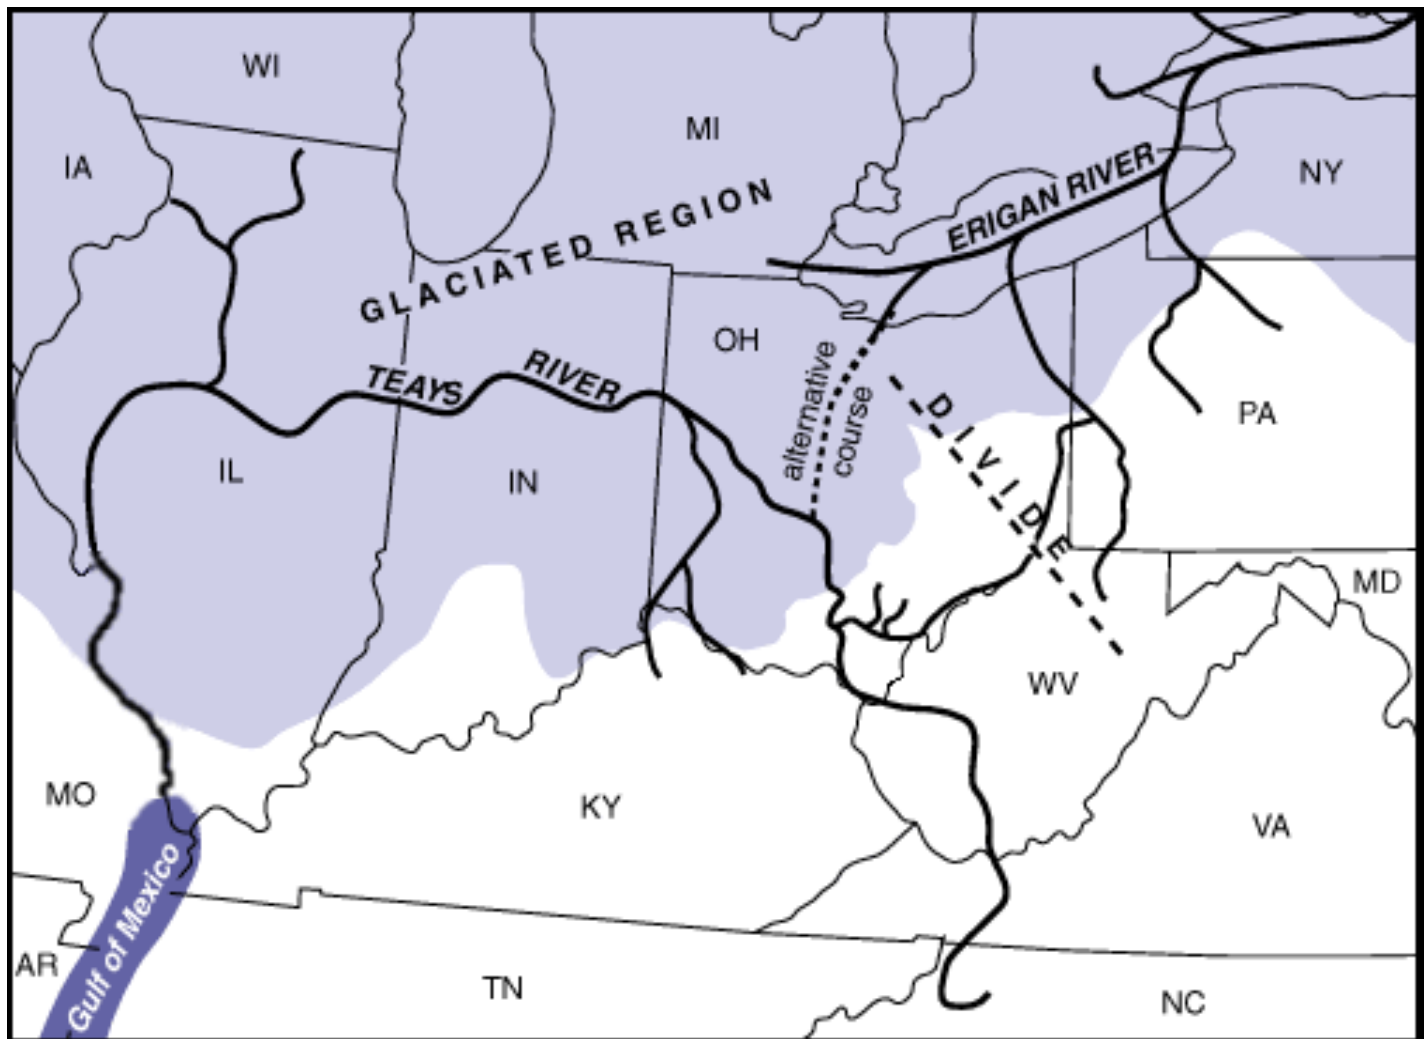 WI
MI
IA
NY
ERIGAN RIVER
GLACIATED REGION
OH
TEAYS RIVER
alternative
course
DIVIDE
PA
IL
IN
MD
WV
MO
KY
VA
Gulf of Mexico
AR
TN
NC